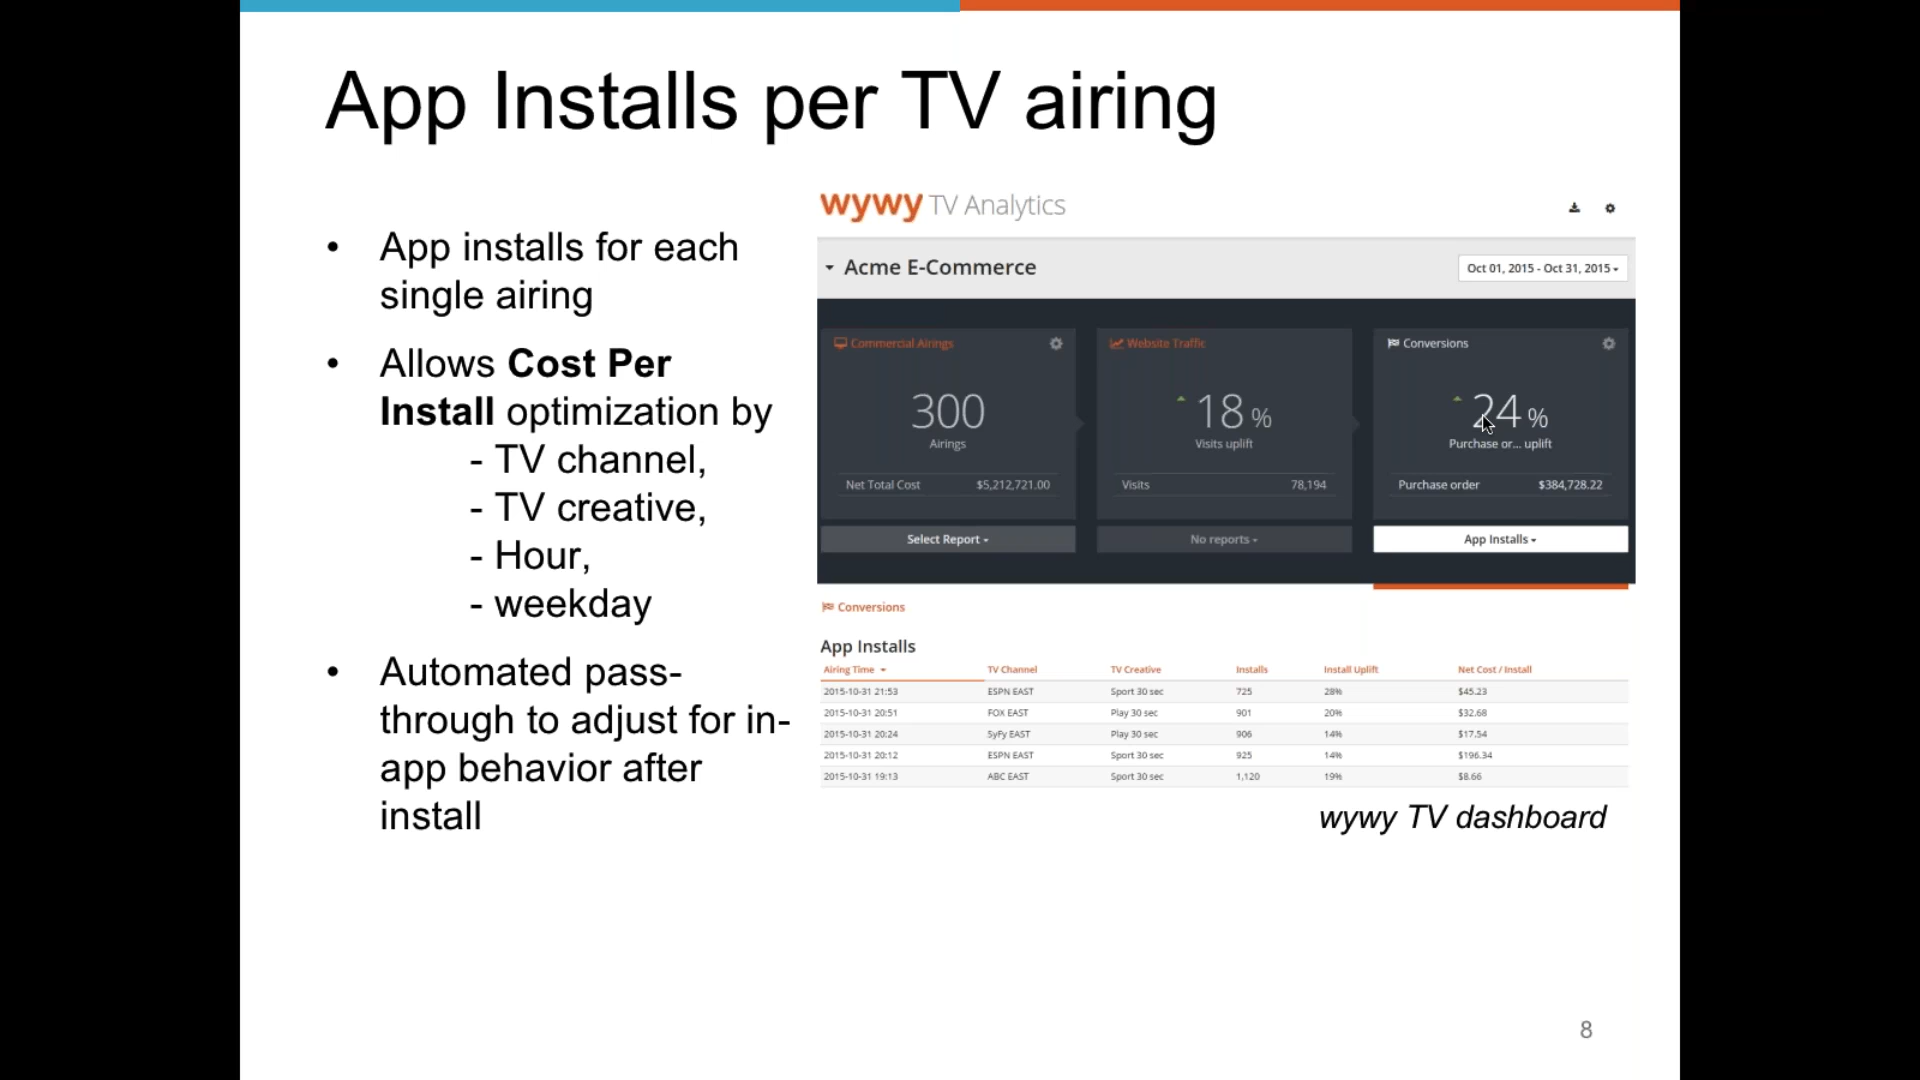 App Installs per TV airing
• App installs for each
single airing
• Allows Cost Per
Install optimization by
- TV channel,
- TV creative,
- Hour,
- weekday
• Automated pass-
through to adjust for in-
app behavior after
install
wywy TV Analytics
Acme E-Commerce
Oct 01, 2015 - Oct 31, 2015
Commercial Airings
300
Airings
Net Total Cost $5,212,721.00
Select Report
Website Traffic
18 %
Visits uplift
Visits 78,194
No reports
Conversions
24 %
Purchase or... uplift
Purchase order $384,728.22
App Installs
Conversions
App Installs
Airing Time TV Channel TV Creative Installs Install Uplift Net Cost / Install
2015-10-31 21:53 ESPN EAST Sport 30 sec 725 28% $45.23
2015-10-31 20:51 FOX EAST Play 30 sec 901 20% $32.68
2015-10-31 20:24 SyFy EAST Play 30 sec 906 14% $17.54
2015-10-31 20:12 ESPN EAST Sport 30 sec 925 14% $196.34
2015-10-31 19:13 ABC EAST Sport 30 sec 1,120 19% $8.66
wywy TV dashboard
8